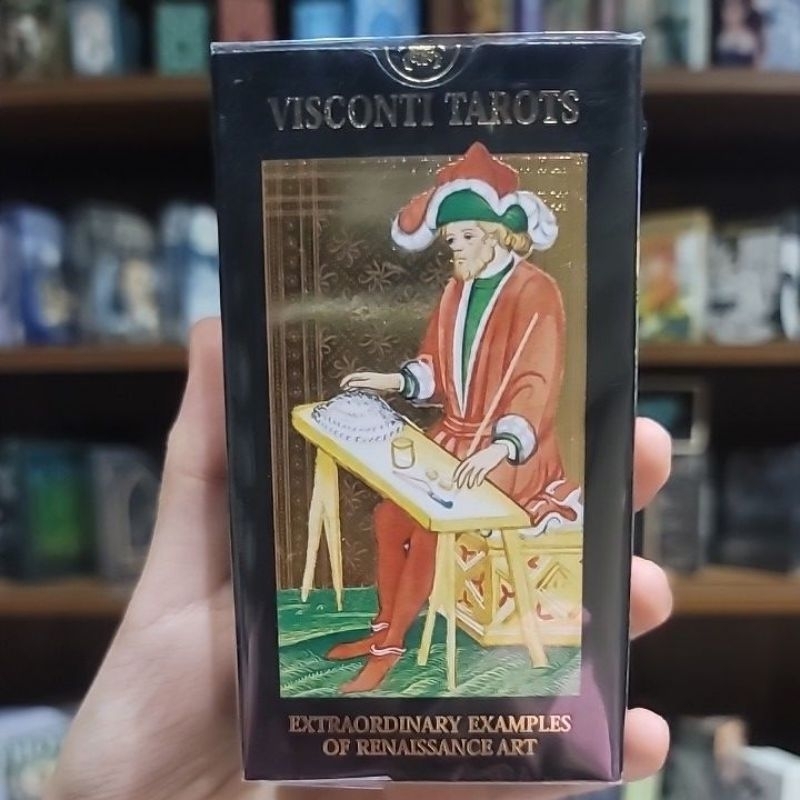 VISCONTI TAROTS
EXTRAORDINARY EXAMPLES
OF RENAISSANCE ART